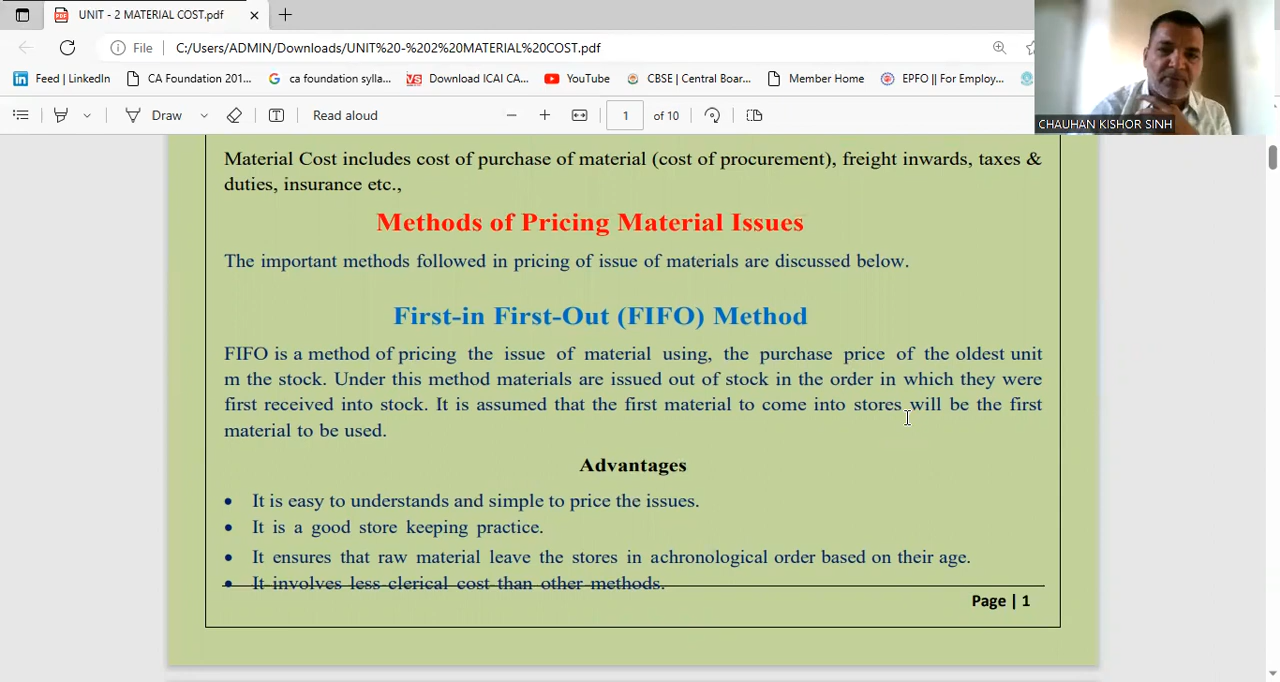 UNIT - 2 MATERIAL COST.pdf
File C:/Users/ADMIN/Downloads/UNIT%20-%202%20MATERIAL%20COST.pdf
Feed | LinkedIn CA Foundation 201... ca foundation sylla... Download ICAI CA... YouTube CBSE | Central Boar... Member Home EPFO || For Employ...
Draw Read aloud 1 of 10
CHAUHAN KISHOR SINH
Material Cost includes cost of purchase of material (cost of procurement), freight inwards, taxes &
duties, insurance etc.,
Methods of Pricing Material Issues
The important methods followed in pricing of issue of materials are discussed below.
First-in First-Out (FIFO) Method
FIFO is a method of pricing the issue of material using, the purchase price of the oldest unit
m the stock. Under this method materials are issued out of stock in the order in which they were
first received into stock. It is assumed that the first material to come into stores will be the first
material to be used.
Advantages
• It is easy to understands and simple to price the issues.
• It is a good store keeping practice.
• It ensures that raw material leave the stores in achronological order based on their age.
• It involves less clerical cost than other methods.
Page | 1